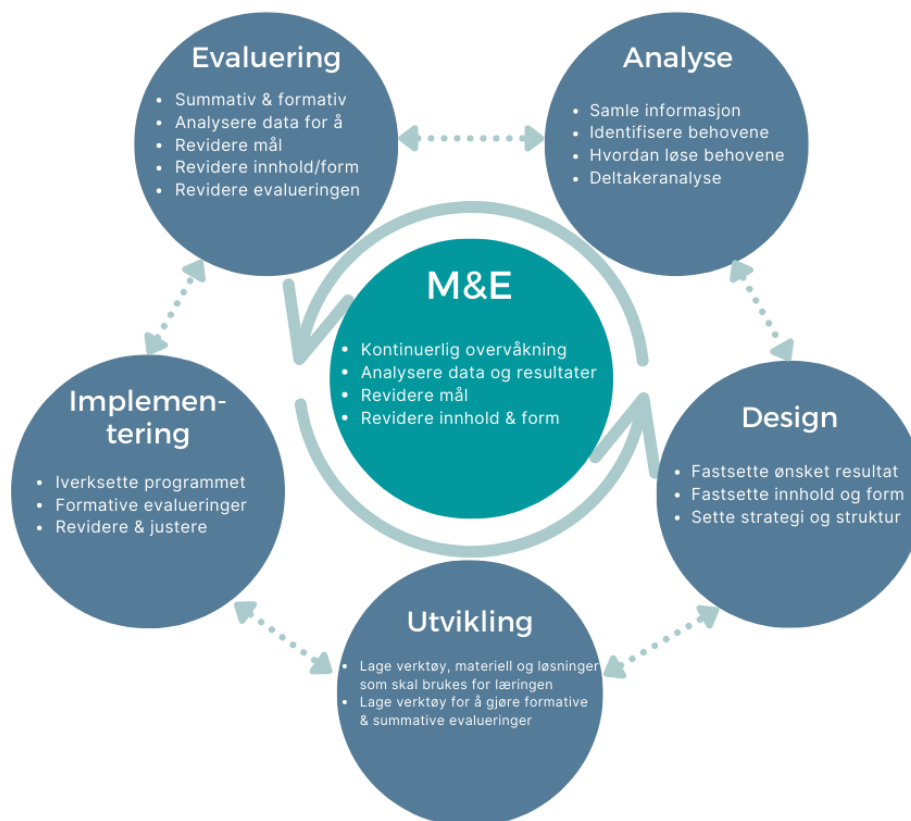 Evaluering
• Summativ & formativ
• Analysere data for å
• Revidere mål
• Revidere innhold/form
• Revidere evalueringen
Analyse
• Samle informasjon
• Identifisere behovene
• Hvordan løse behovene
• Deltakeranalyse
M&E
• Kontinuerlig overvåkning
• Analysere data og resultater
• Revidere mål
• Revidere innhold & form
Implemen-
tering
• Iverksette programmet
• Formative evalueringer
• Revidere & justere
Design
• Fastsette ønsket resultat
• Fastsette innhold og form
• Sette strategi og struktur
Utvikling
• Lage verktøy, materiell og løsninger
som skal brukes for læringen
• Lage verktøy for å gjøre formative
& summative evalueringer